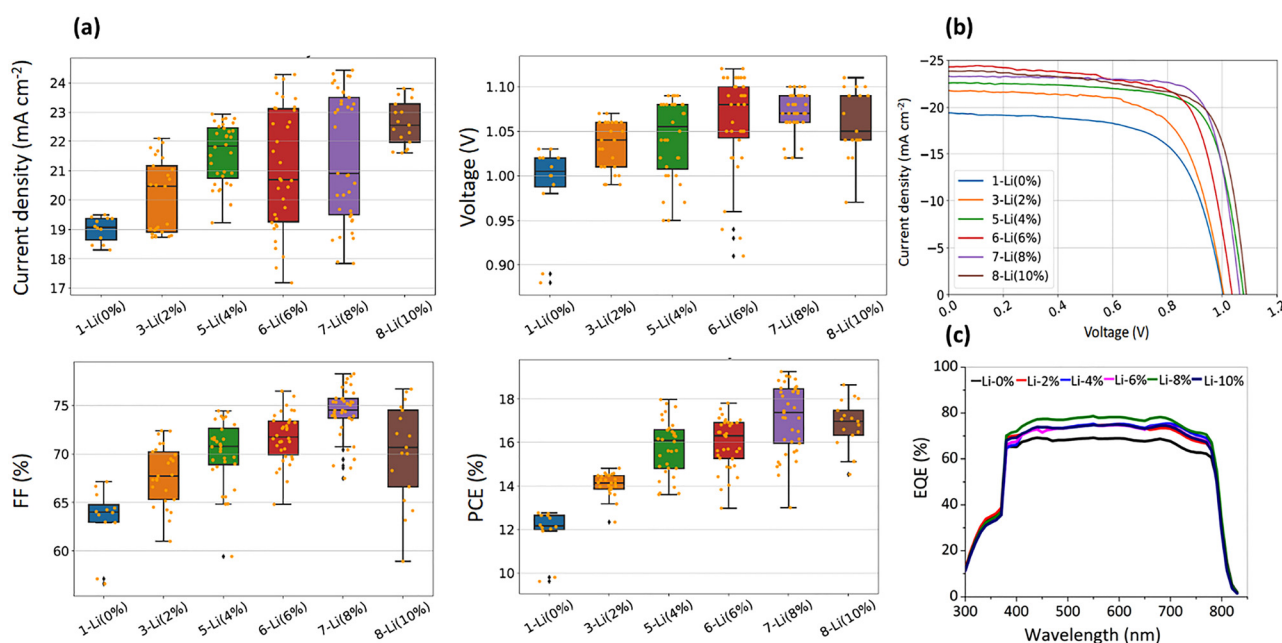 (a)
Current density (mA cm⁻²)
24
23
22
21
20
19
18
17
1-Li(0%)
3-Li(2%)
5-Li(4%)
6-Li(6%)
7-Li(8%)
8-Li(10%)
Voltage (V)
1.10
1.05
1.00
0.95
0.90
1-Li(0%)
3-Li(2%)
5-Li(4%)
6-Li(6%)
7-Li(8%)
8-Li(10%)
(b)
Current density (mA cm⁻²)
−25
−20
−15
−10
−5
0
1-Li(0%)
3-Li(2%)
5-Li(4%)
6-Li(6%)
7-Li(8%)
8-Li(10%)
0.0 0.2 0.4 0.6 0.8 1.0 1.2
Voltage (V)
FF (%)
75
70
65
60
1-Li(0%)
3-Li(2%)
5-Li(4%)
6-Li(6%)
7-Li(8%)
8-Li(10%)
PCE (%)
18
16
14
12
10
1-Li(0%)
3-Li(2%)
5-Li(4%)
6-Li(6%)
7-Li(8%)
8-Li(10%)
(c)
EQE (%)
100
80
60
40
20
0
Li-0% Li-2% Li-4% Li-6% Li-8% Li-10%
300 400 500 600 700 800
Wavelength (nm)